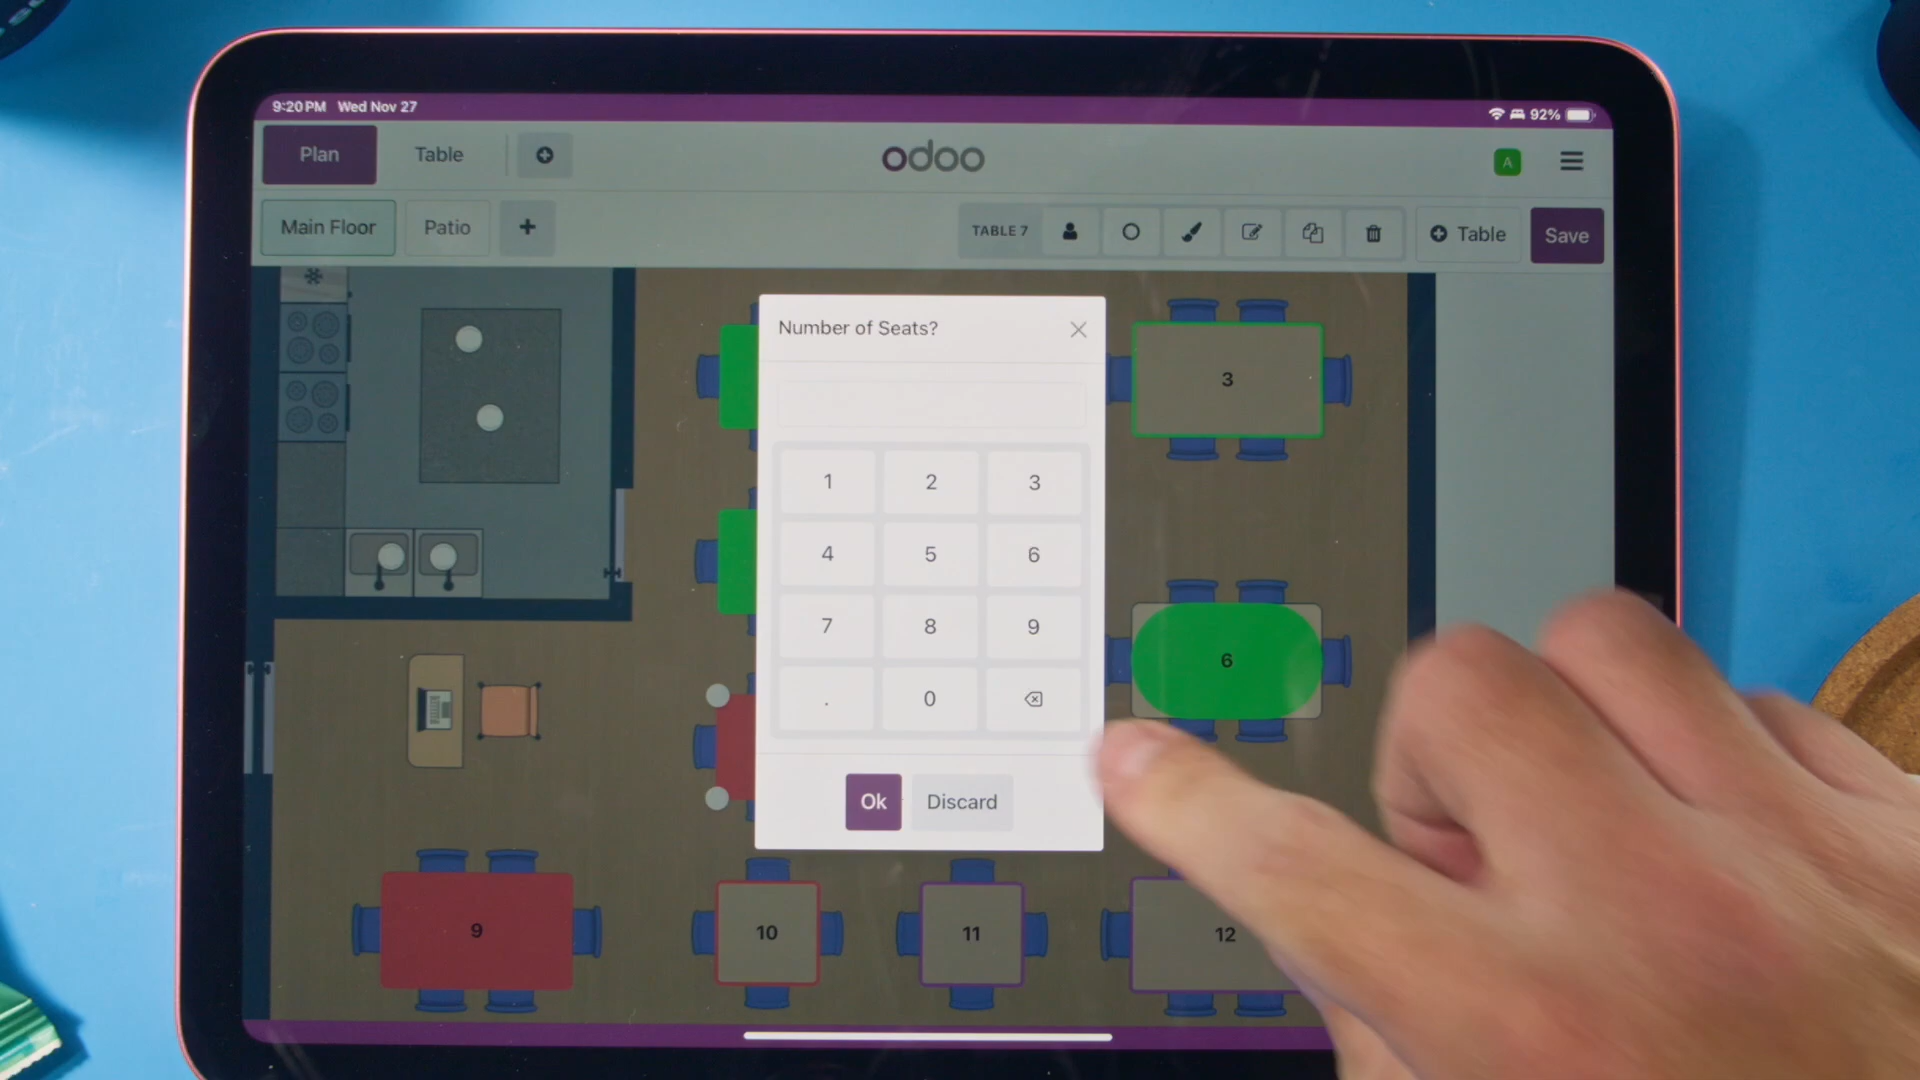 9:20 PM Wed Nov 27
92%
Plan
Table
odoo
A
Main Floor
Patio
+
TABLE 7
Table
Save
Number of Seats?
3
1 2 3
4 5 6
7 8 9
. 0
6
Ok
Discard
9
10
11
12